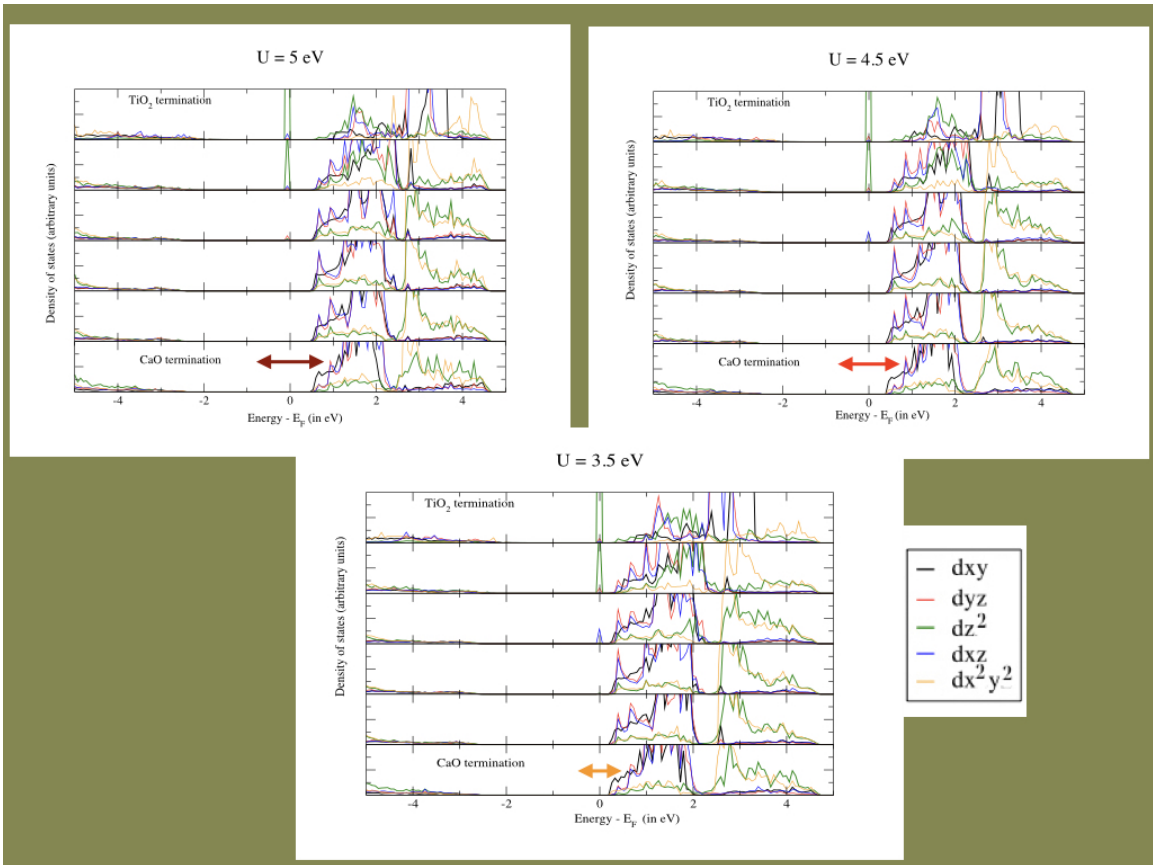 U = 5 eV
TiO₂ termination
Density of states (arbitrary units)
CaO termination
-4 -2 0 2 4
Energy - E_F (in eV)
U = 4.5 eV
TiO₂ termination
Density of states (arbitrary units)
CaO termination
-4 -2 0 2 4
Energy - E_F (in eV)
U = 3.5 eV
TiO₂ termination
Density of states (arbitrary units)
CaO termination
-4 -2 0 2 4
Energy - E_F (in eV)
dxy
dyz
dz²
dxz
dx²y²